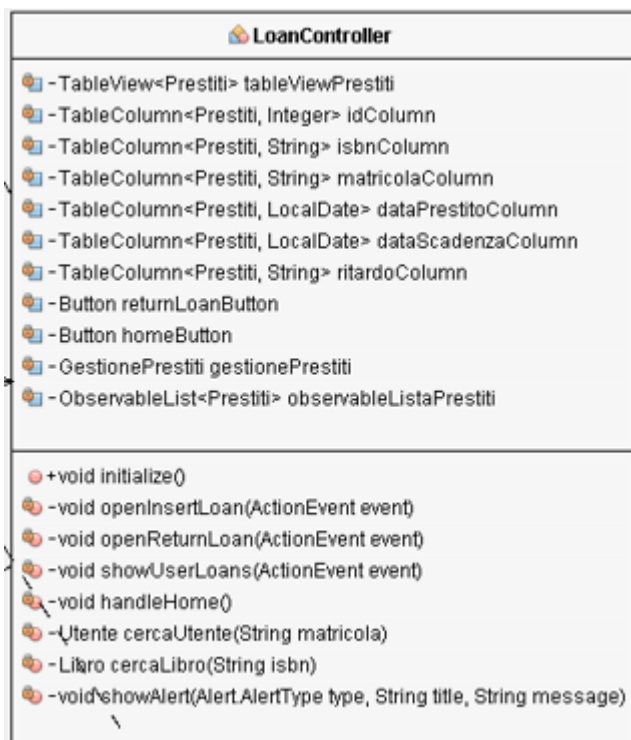 LoanController
-TableView<Prestiti> tableViewPrestiti
-TableColumn<Prestiti, Integer> idColumn
-TableColumn<Prestiti, String> isbnColumn
-TableColumn<Prestiti, String> matricolaColumn
-TableColumn<Prestiti, LocalDate> dataPrestitoColumn
-TableColumn<Prestiti, LocalDate> dataScadenzaColumn
-TableColumn<Prestiti, String> ritardoColumn
-Button returnLoanButton
-Button homeButton
-GestionePrestiti gestionePrestiti
-ObservableList<Prestiti> observableListaPrestiti
+void initialize()
-void openInsertLoan(ActionEvent event)
-void openReturnLoan(ActionEvent event)
-void showUserLoans(ActionEvent event)
-void handleHome()
-Utente cercaUtente(String matricola)
-Libro cercaLibro(String isbn)
-void showAlert(Alert.AlertType type, String title, String message)